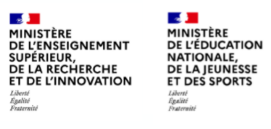 MINISTÈRE
DE L'ENSEIGNEMENT
SUPÉRIEUR,
DE LA RECHERCHE
ET DE L'INNOVATION
Liberté
Égalité
Fraternité
MINISTÈRE
DE L'ÉDUCATION
NATIONALE,
DE LA JEUNESSE
ET DES SPORTS
Liberté
Égalité
Fraternité